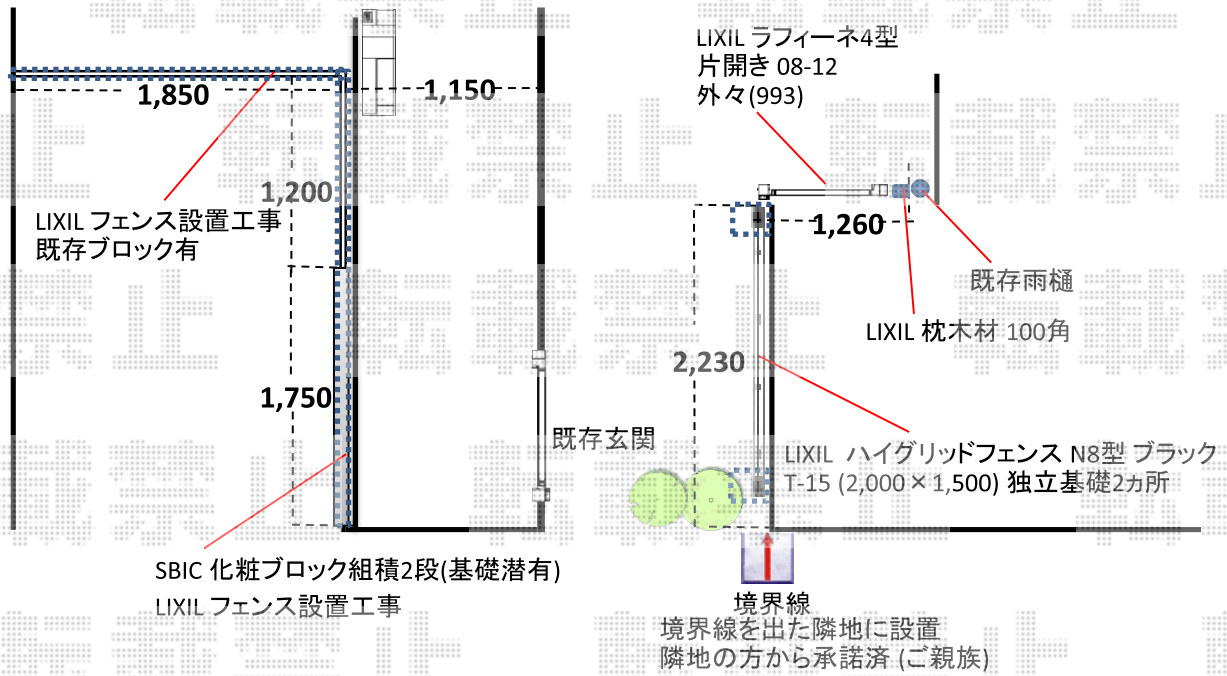 1,850
1,150
1,200
LIXIL フェンス設置工事
既存ブロック有
1,750
既存玄関
SBIC 化粧ブロック組積2段(基礎潜有)
LIXIL フェンス設置工事
LIXIL ラフィーネ4型
片開き 08-12
外々(993)
1,260
既存雨樋
LIXIL 枕木材 100角
2,230
LIXIL ハイグリッドフェンス N8型 ブラック
T-15 (2,000×1,500) 独立基礎2ヵ所
境界線
境界線を出た隣地に設置
隣地の方から承諾済 (ご親族)
転載禁止